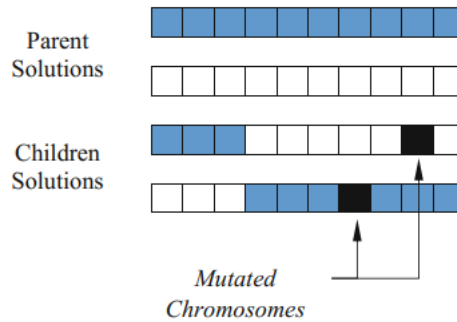 Parent
Solutions
Children
Solutions
Mutated
Chromosomes